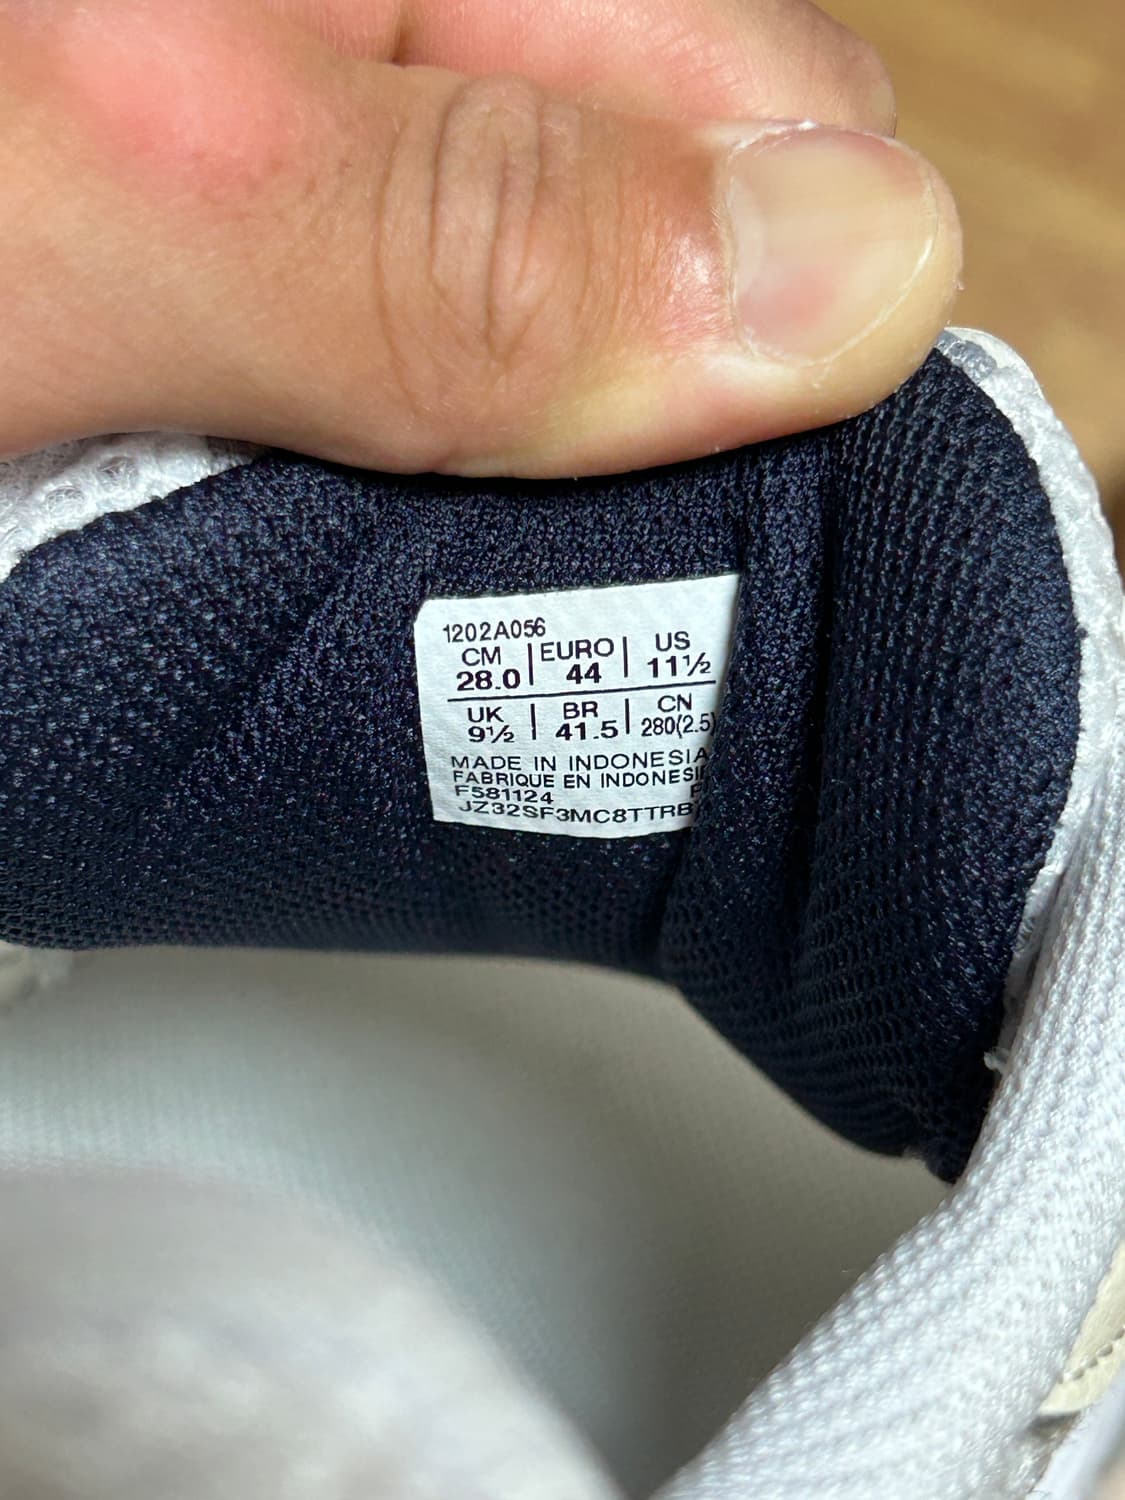 1202A056
CM | EURO | US
28.0 | 44 | 11½
UK | BR | CN
9½ | 41.5 | 280(2.5)
MADE IN INDONESIA
FABRIQUE EN INDONESIE
F581124
JZ32SF3MC8TTRB